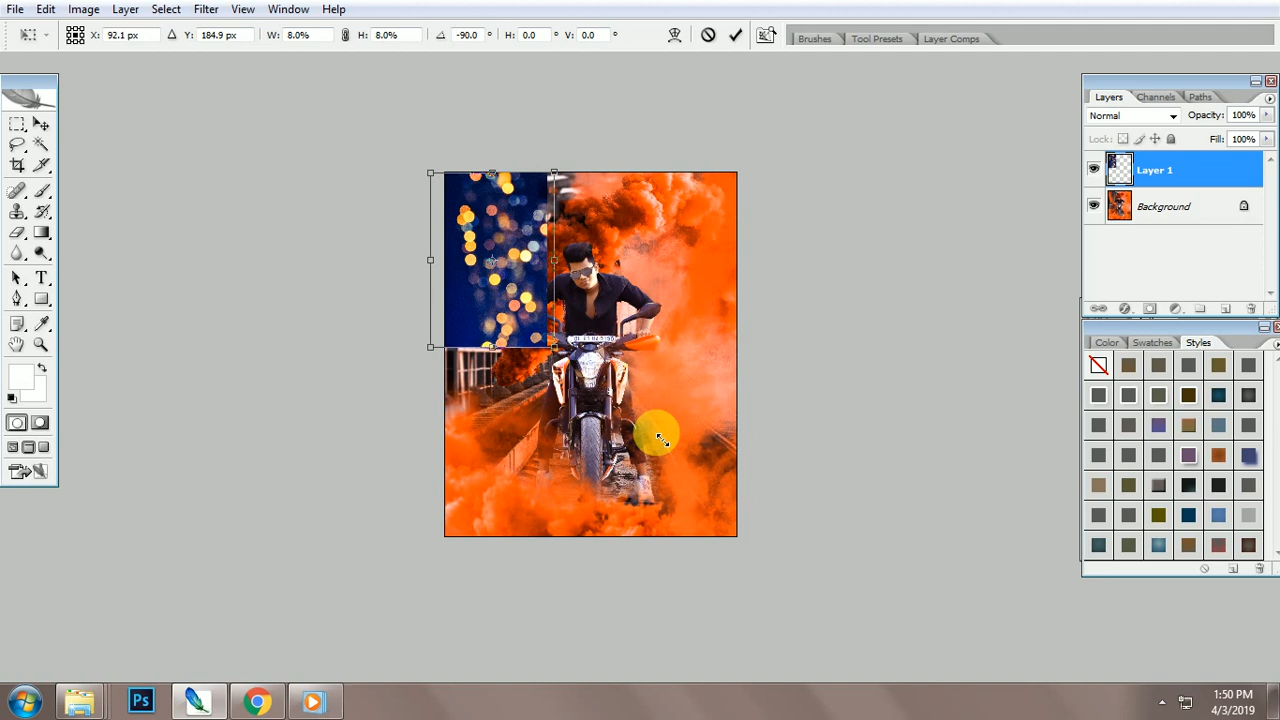 File Edit Image Layer Select Filter View Window Help
X: 92.1 px Y: 184.9 px W: 8.0% H: 8.0% -90.0 ° H: 0.0 ° V: 0.0 °
Brushes Tool Presets Layer Comps
Layers Channels Paths
Normal Opacity: 100%
Lock: Fill: 100%
Layer 1
Background
Color Swatches Styles
T
Ps
1:50 PM
4/3/2019